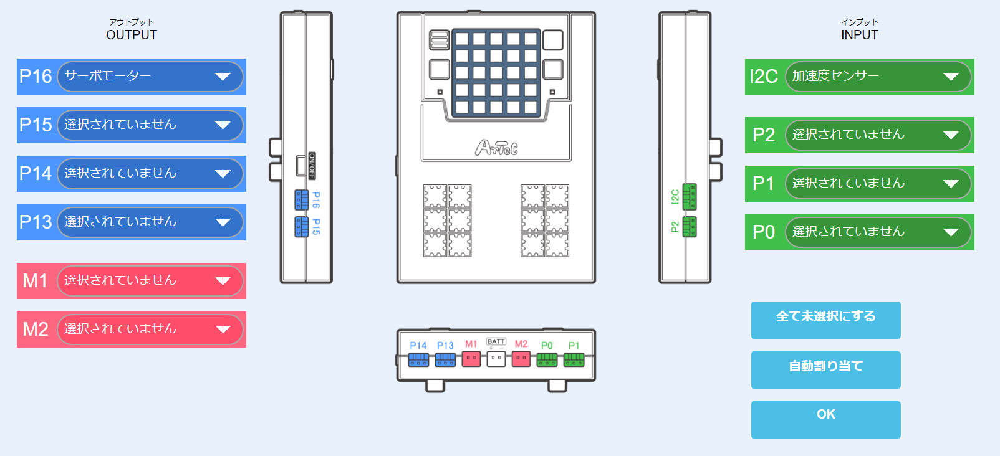 アウトプット
OUTPUT
P16 サーボモーター
P15 選択されていません
P14 選択されていません
P13 選択されていません
M1 選択されていません
M2 選択されていません
ON/OFF
P16
P15
ArTeC
P14 P13 M1 BATT M2 P0 P1
+ −
I2C
P2
インプット
INPUT
I2C 加速度センサー
P2 選択されていません
P1 選択されていません
P0 選択されていません
全て未選択にする
自動割り当て
OK